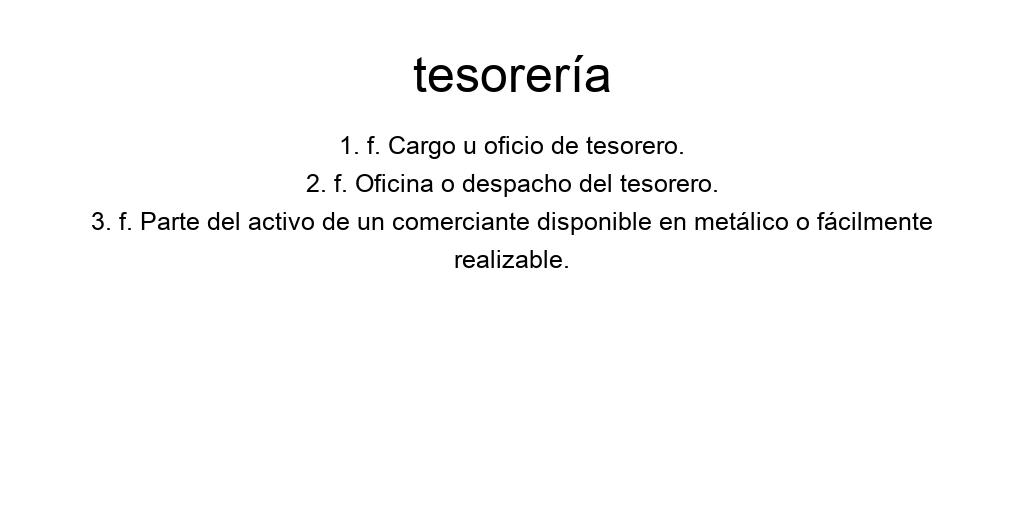 tesorería
1. f. Cargo u oficio de tesorero.
2. f. Oficina o despacho del tesorero.
3. f. Parte del activo de un comerciante disponible en metálico o fácilmente
realizable.